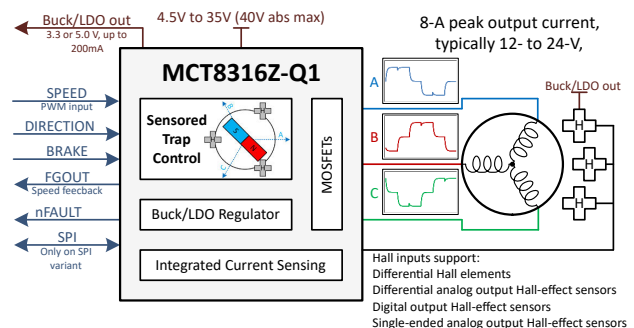 Buck/LDO out
3.3 or 5.0 V, up to
200mA
4.5V to 35V (40V abs max)
8-A peak output current,
typically 12- to 24-V,
MCT8316Z-Q1
SPEED
PWM input
DIRECTION
BRAKE
FGOUT
Speed feecback
nFAULT
SPI
Only on SPI
variant
Sensored
Trap
Control
S
N
H
H
H
A
B
C
MOSFETs
Buck/LDO Regulator
Integrated Current Sensing
A
B
C
Buck/LDO out
H
H
H
Hall inputs support:
Differential Hall elements
Differential analog output Hall-effect sensors
Digital output Hall-effect sensors
Single-ended analog output Hall-effect sensors